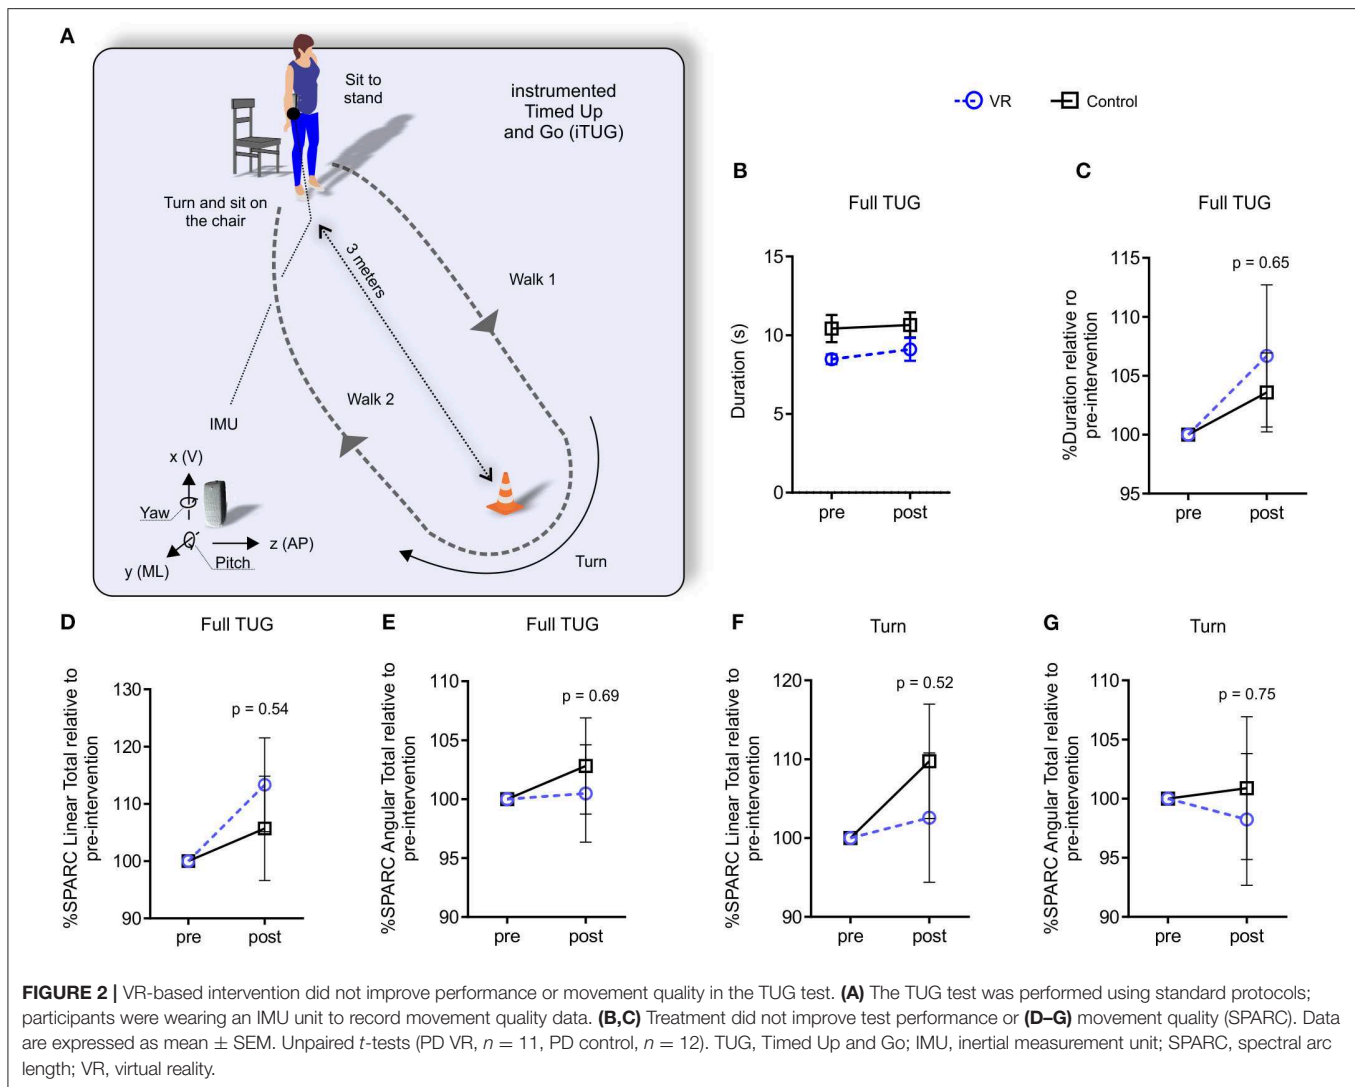 A
Sit to
stand
instrumented
Timed Up
and Go (iTUG)
Turn and sit on
the chair
3 meters
Walk 1
Walk 2
IMU
x (V)
Yaw
z (AP)
Pitch
y (ML)
Turn
VR
Control
B
Full TUG
Duration (s)
15
10
5
0
pre
post
C
Full TUG
%Duration relative ro
pre-intervention
p = 0.65
115
110
105
100
95
pre
post
D
Full TUG
%SPARC Linear Total relative to
pre-intervention
p = 0.54
130
120
110
100
90
pre
post
E
Full TUG
%SPARC Angular Total relative to
pre-intervention
p = 0.69
110
105
100
95
90
pre
post
F
Turn
%SPARC Linear Total relative to
pre-intervention
p = 0.52
120
110
100
90
pre
post
G
Turn
%SPARC Angular Total relative to
pre-intervention
p = 0.75
110
105
100
95
90
pre
post
FIGURE 2 | VR-based intervention did not improve performance or movement quality in the TUG test. (A) The TUG test was performed using standard protocols;
participants were wearing an IMU unit to record movement quality data. (B,C) Treatment did not improve test performance or (D–G) movement quality (SPARC). Data
are expressed as mean ± SEM. Unpaired t-tests (PD VR, n = 11, PD control, n = 12). TUG, Timed Up and Go; IMU, inertial measurement unit; SPARC, spectral arc
length; VR, virtual reality.